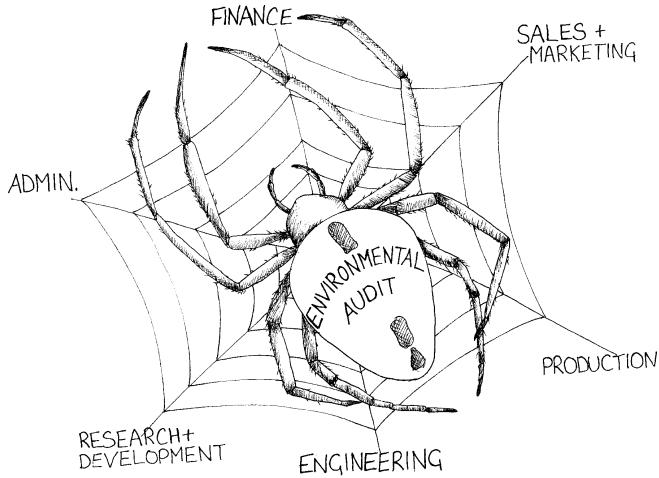 FINANCE
SALES +
MARKETING
ADMIN.
ENVIRONMENTAL
AUDIT
PRODUCTION
RESEARCH+
DEVELOPMENT
ENGINEERING